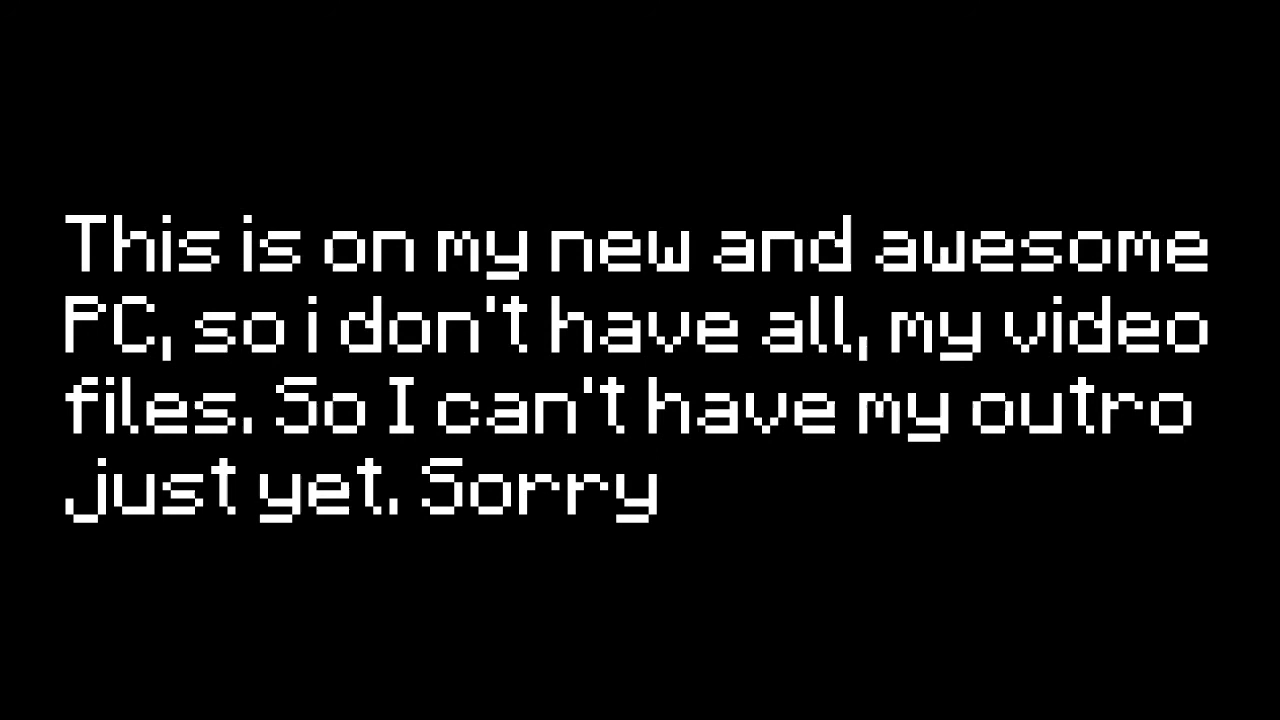 This is on my new and awesome
PC, so i don't have all, my video
files. So I can't have my outro
just yet. Sorry